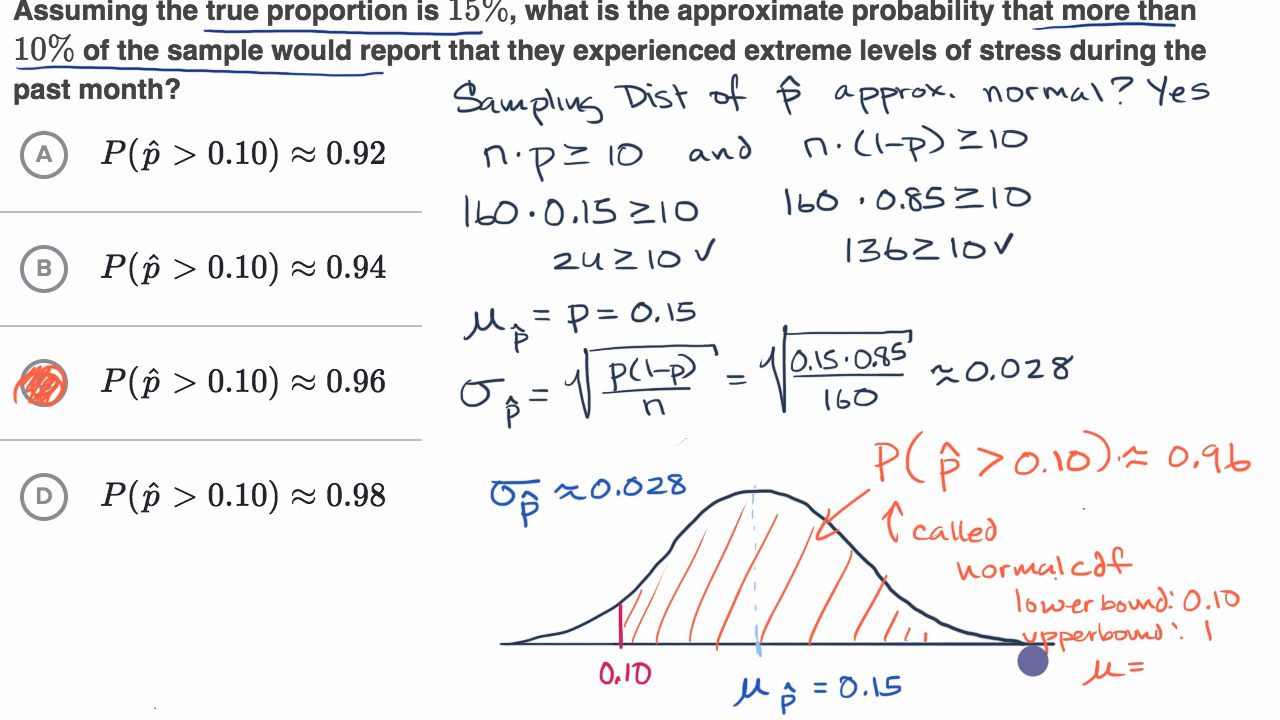 Assuming the true proportion is 15%, what is the approximate probability that more than
10% of the sample would report that they experienced extreme levels of stress during the
past month?
Sampling Dist of p̂ approx. normal? Yes
n·p ≥ 10 and n·(1-p) ≥ 10
160·0.15 ≥ 10 160·0.85 ≥ 10
24 ≥ 10 ✓ 136 ≥ 10 ✓
A P(p̂ > 0.10) ≈ 0.92
B P(p̂ > 0.10) ≈ 0.94
P(p̂ > 0.10) ≈ 0.96
D P(p̂ > 0.10) ≈ 0.98
μp̂ = p = 0.15
σp̂ = √(p(1-p)/n) = √(0.15·0.85/160) ≈ 0.028
P(p̂ > 0.10) ≈ 0.96
σp̂ ≈ 0.028
↑ called
normalcdf
lowerbound: 0.10
upperbound: 1
μ =
0.10
μp̂ = 0.15